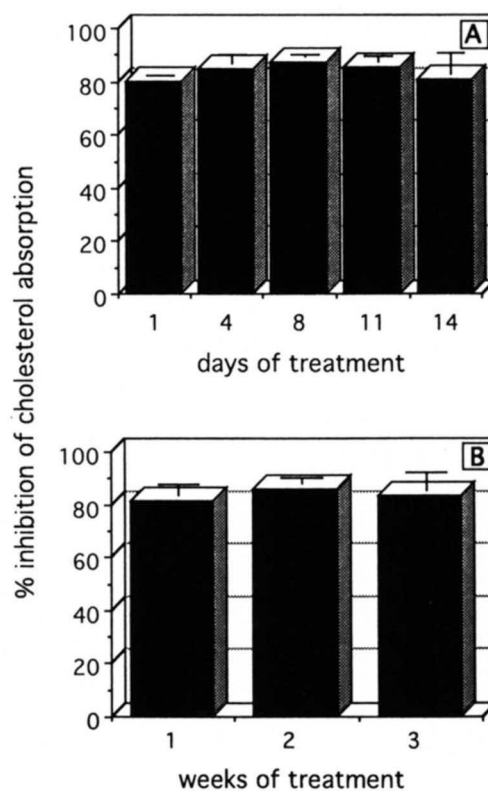 % inhibition of cholesterol absorption
A
100
80
60
40
20
0
1 4 8 11 14
days of treatment
B
100
80
60
40
20
0
1 2 3
weeks of treatment